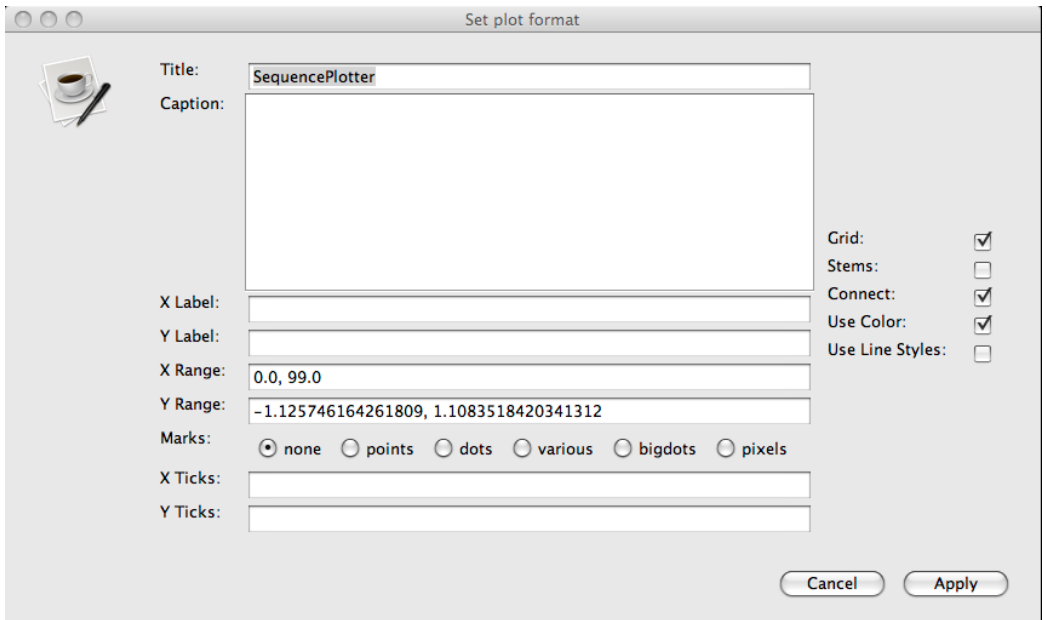 Set plot format
Title:
SequencePlotter
Caption:
Grid:
Stems:
Connect:
Use Color:
Use Line Styles:
X Label:
Y Label:
X Range:
0.0, 99.0
Y Range:
-1.125746164261809, 1.1083518420341312
Marks:
none points dots various bigdots pixels
X Ticks:
Y Ticks:
Cancel Apply